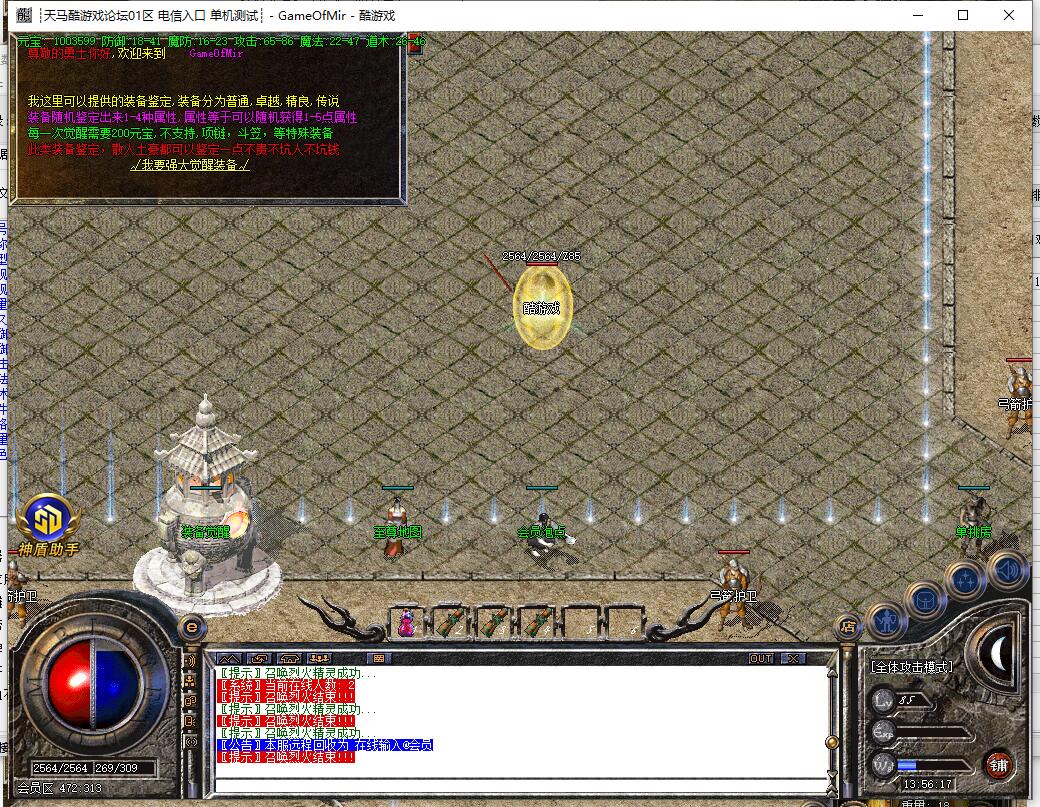 天马酷游戏论坛01区 电信入口 单机测试 - GameOfMir - 酷游戏
元宝:1003599 防御:18-41 魔防:16-23 攻击:65-86 魔法:22-47 道术:26-46
尊敬的勇士你好,欢迎来到 GameOfMir
我这里可以提供的装备鉴定,装备分为普通,卓越,精良,传说
装备随机鉴定出来1-4种属性,属性等于可以随机获得1-5点属性
每一次觉醒需要200元宝,不支持,项链,斗笠,等特殊装备
此类装备鉴定,散人土豪都可以鉴定一点不贵不坑人不坑钱
√我要强大觉醒装备√
2564/2564/Z85
酷游戏
弓箭护
装备觉醒
至尊地图
会员泡点
单挑房
神盾助手
箭护卫
弓箭护卫
店
OUT
[全体攻击模式]
〖提示〗召唤烈火精灵成功...
〖系统〗当前在线人数:2
〖提示〗召唤烈火结束!!!
〖提示〗召唤烈火精灵成功...
〖提示〗召唤烈火结束!!!
〖提示〗召唤烈火精灵成功...
〖公告〗本服远程回收为 在线输入@会员
〖提示〗召唤烈火结束!!!
Lv 85
Exp
铺
2564/2564 269/309
会员区 472:313
13:56:17